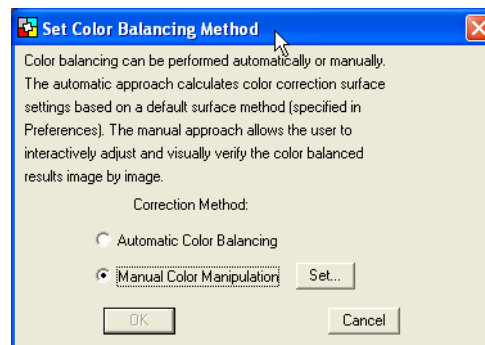 Set Color Balancing Method
Color balancing can be performed automatically or manually.
The automatic approach calculates color correction surface
settings based on a default surface method (specified in
Preferences). The manual approach allows the user to
interactively adjust and visually verify the color balanced
results image by image.
Correction Method:
Automatic Color Balancing
Manual Color Manipulation Set...
OK Cancel